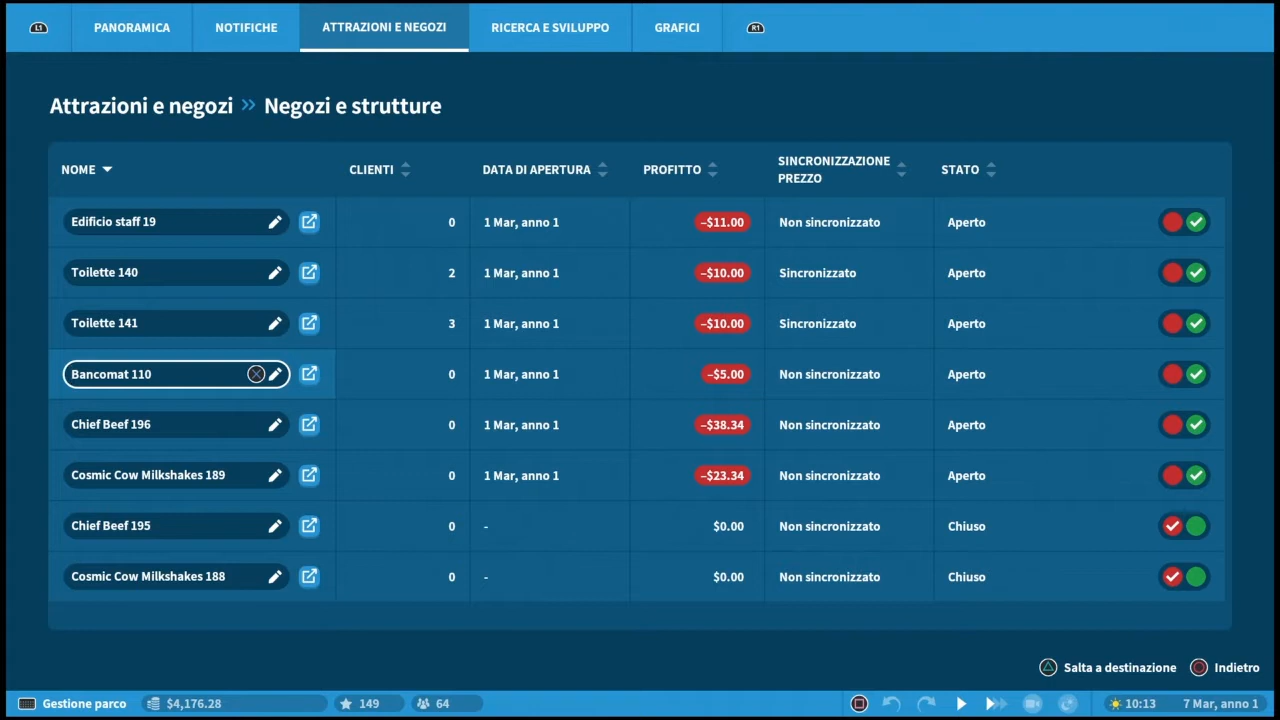 L1 PANORAMICA NOTIFICHE ATTRAZIONI E NEGOZI RICERCA E SVILUPPO GRAFICI R1
Attrazioni e negozi » Negozi e strutture
NOME CLIENTI DATA DI APERTURA PROFITTO SINCRONIZZAZIONE PREZZO STATO
Edificio staff 19 0 1 Mar, anno 1 –$11.00 Non sincronizzato Aperto
Toilette 140 2 1 Mar, anno 1 –$10.00 Sincronizzato Aperto
Toilette 141 3 1 Mar, anno 1 –$10.00 Sincronizzato Aperto
Bancomat 110 0 1 Mar, anno 1 –$5.00 Non sincronizzato Aperto
Chief Beef 196 0 1 Mar, anno 1 –$38.34 Non sincronizzato Aperto
Cosmic Cow Milkshakes 189 0 1 Mar, anno 1 –$23.34 Non sincronizzato Aperto
Chief Beef 195 0 - $0.00 Non sincronizzato Chiuso
Cosmic Cow Milkshakes 188 0 - $0.00 Non sincronizzato Chiuso
Salta a destinazione Indietro
Gestione parco $4,176.28 149 64 10:13 7 Mar, anno 1